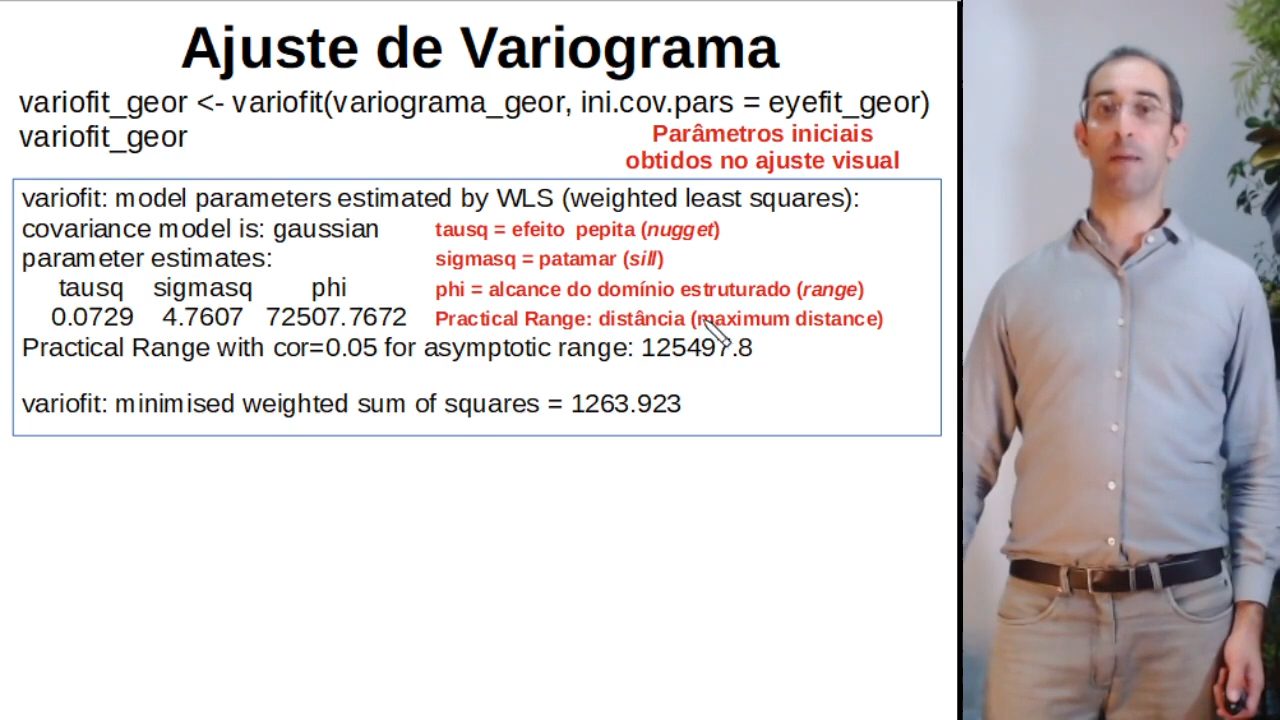 Ajuste de Variograma
variofit_geor <- variofit(variograma_geor, ini.cov.pars = eyefit_geor)
variofit_geor
Parâmetros iniciais
obtidos no ajuste visual
variofit: model parameters estimated by WLS (weighted least squares):
covariance model is: gaussian
tausq = efeito pepita (nugget)
parameter estimates:
sigmasq = patamar (sill)
tausq sigmasq phi
phi = alcance do domínio estruturado (range)
0.0729 4.7607 72507.7672
Practical Range: distância (maximum distance)
Practical Range with cor=0.05 for asymptotic range: 125497.8
variofit: minimised weighted sum of squares = 1263.923